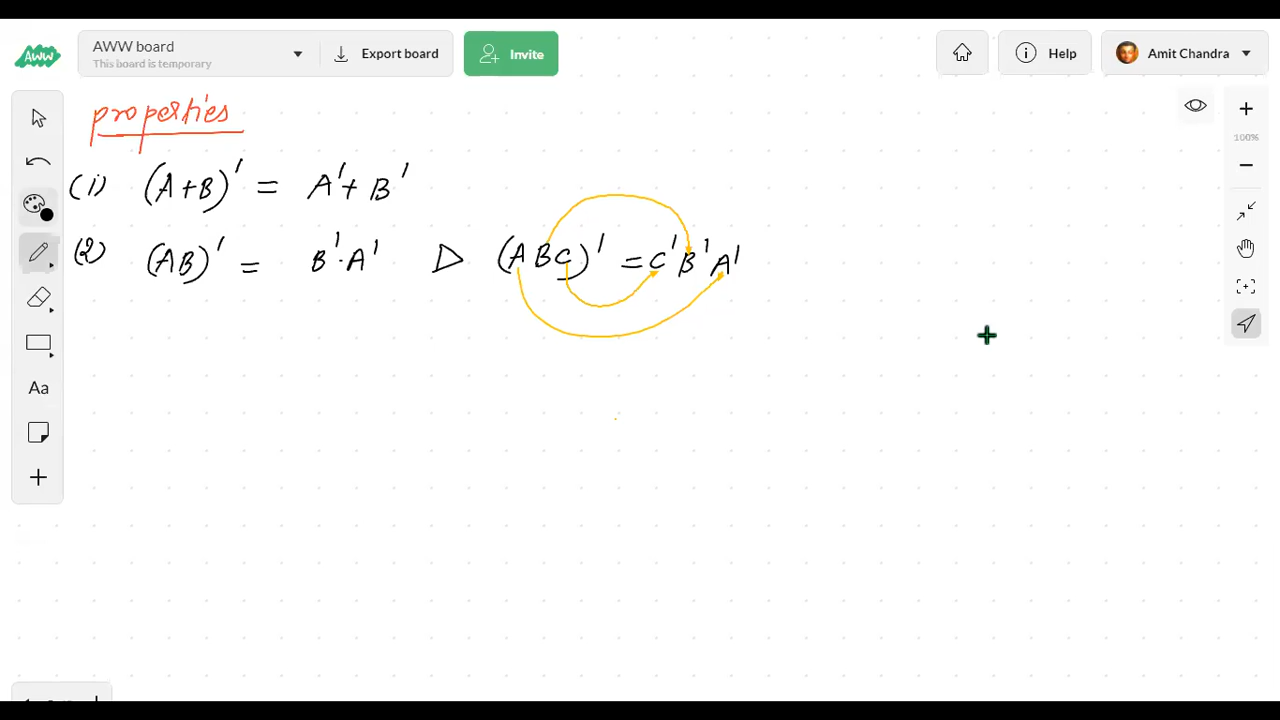 AWW
AWW board
This board is temporary
Export board
Invite
Help
Amit Chandra
properties
(1) (A+B)' = A'+ B'
(2) (AB)' = B'·A' ▷ (ABC)' = C'B'A'
100%
Aa